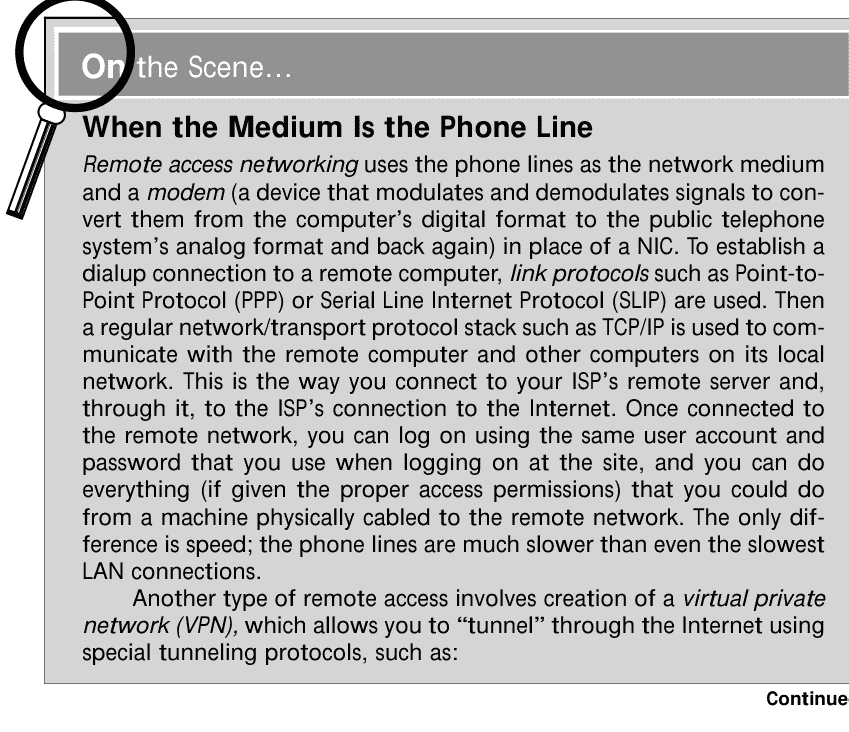 On the Scene…
When the Medium Is the Phone Line
Remote access networking uses the phone lines as the network medium
and a modem (a device that modulates and demodulates signals to con-
vert them from the computer's digital format to the public telephone
system's analog format and back again) in place of a NIC. To establish a
dialup connection to a remote computer, link protocols such as Point-to-
Point Protocol (PPP) or Serial Line Internet Protocol (SLIP) are used. Then
a regular network/transport protocol stack such as TCP/IP is used to com-
municate with the remote computer and other computers on its local
network. This is the way you connect to your ISP's remote server and,
through it, to the ISP's connection to the Internet. Once connected to
the remote network, you can log on using the same user account and
password that you use when logging on at the site, and you can do
everything (if given the proper access permissions) that you could do
from a machine physically cabled to the remote network. The only dif-
ference is speed; the phone lines are much slower than even the slowest
LAN connections.
Another type of remote access involves creation of a virtual private
network (VPN), which allows you to “tunnel” through the Internet using
special tunneling protocols, such as:
Continue